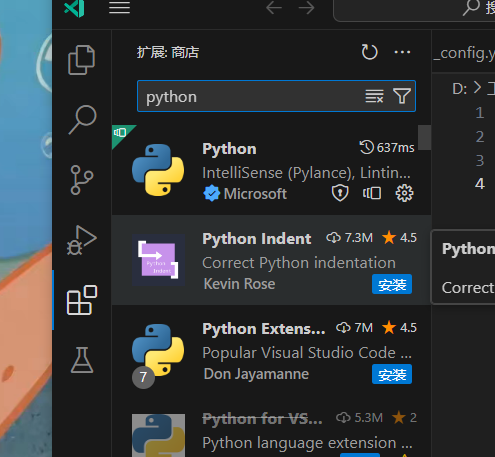 搜
扩展: 商店
_config.y
python
D: >
1
2
3
4
Python 637ms
IntelliSense (Pylance), Lintin...
Microsoft
Python Indent 7.3M 4.5
Correct Python indentation
Kevin Rose 安装
Python
Correct
Python Extens... 7M 4.5
Popular Visual Studio Code ...
7 Don Jayamanne 安装
Python for VS... 5.3M 2
Python language extension ...